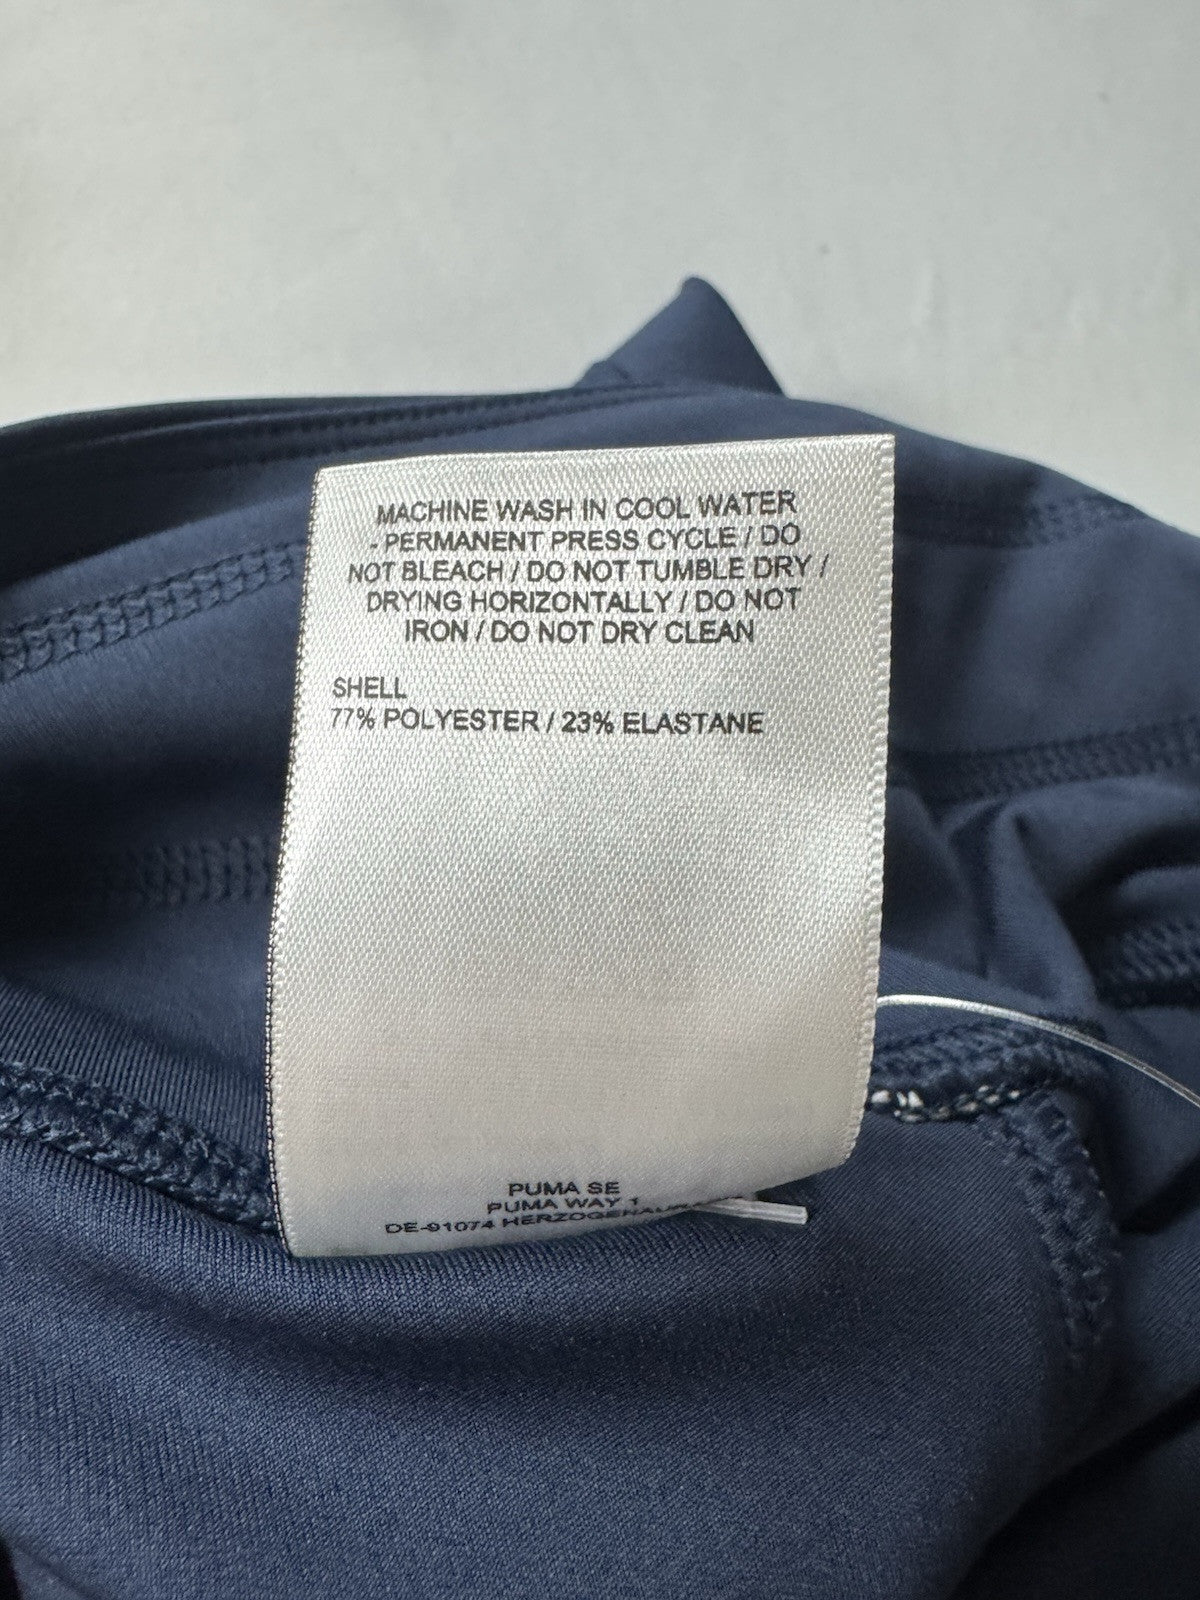 MACHINE WASH IN COOL WATER
- PERMANENT PRESS CYCLE / DO
NOT BLEACH / DO NOT TUMBLE DRY /
DRYING HORIZONTALLY / DO NOT
IRON / DO NOT DRY CLEAN
SHELL
77% POLYESTER / 23% ELASTANE
PUMA SE
PUMA WAY 1
DE-91074